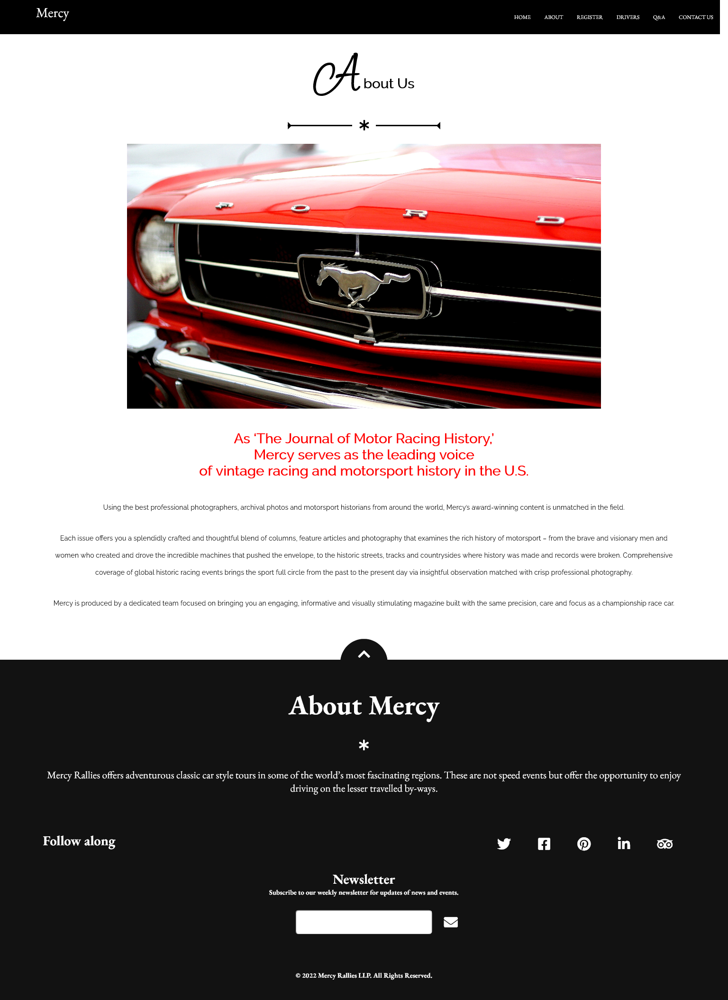 Mercy
HOME ABOUT REGISTER DRIVERS Q&A CONTACT US
About Us
FORD
As ‘The Journal of Motor Racing History,’
Mercy serves as the leading voice
of vintage racing and motorsport history in the U.S.
Using the best professional photographers, archival photos and motorsport historians from around the world, Mercy’s award-winning content is unmatched in the field.
Each issue offers you a splendidly crafted and thoughtful blend of columns, feature articles and photography that examines the rich history of motorsport – from the brave and visionary men and
women who created and drove the incredible machines that pushed the envelope, to the historic streets, tracks and countrysides where history was made and records were broken. Comprehensive
coverage of global historic racing events brings the sport full circle from the past to the present day via insightful observation matched with crisp professional photography.
Mercy is produced by a dedicated team focused on bringing you an engaging, informative and visually stimulating magazine built with the same precision, care and focus as a championship race car.
About Mercy
Mercy Rallies offers adventurous classic car style tours in some of the world’s most fascinating regions. These are not speed events but offer the opportunity to enjoy
driving on the lesser travelled by-ways.
Follow along
Newsletter
Subscribe to our weekly newsletter for updates of news and events.
© 2022 Mercy Rallies LLP. All Rights Reserved.